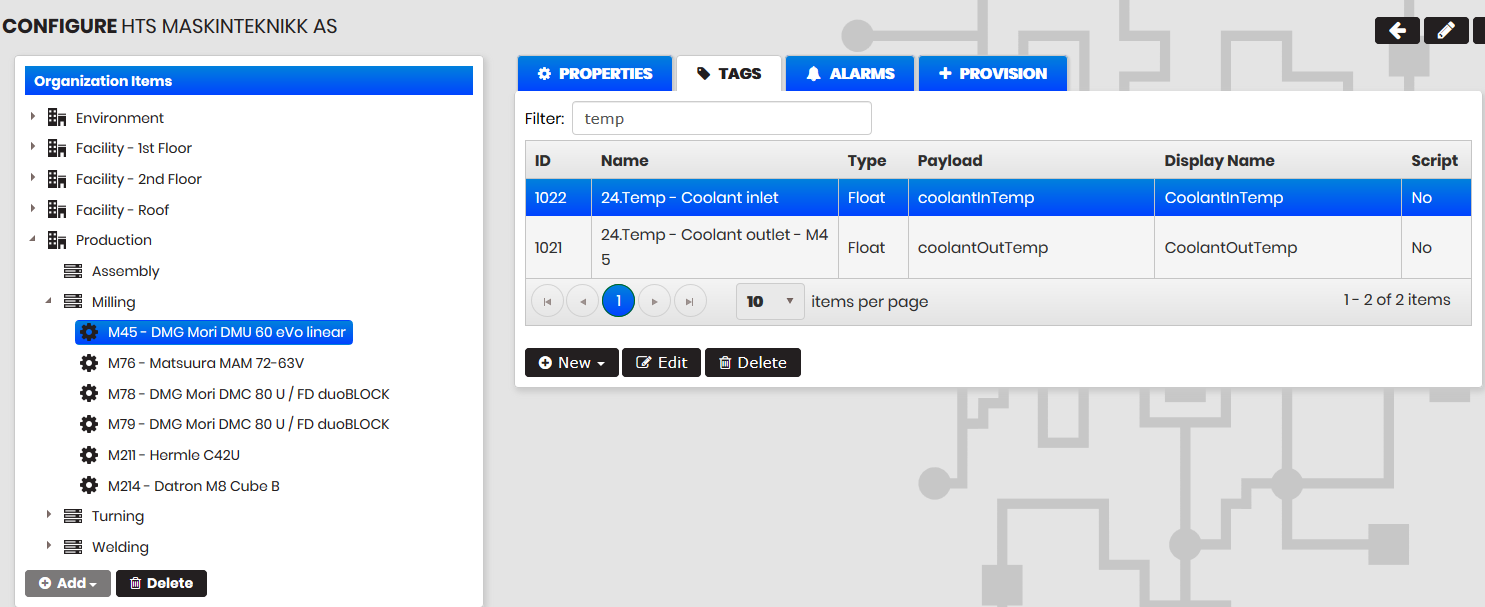 CONFIGURE HTS MASKINTEKNIKK AS
Organization Items
Environment
Facility - 1st Floor
Facility - 2nd Floor
Facility - Roof
Production
Assembly
Milling
M45 - DMG Mori DMU 60 eVo linear
M76 - Matsuura MAM 72-63V
M78 - DMG Mori DMC 80 U / FD duoBLOCK
M79 - DMG Mori DMC 80 U / FD duoBLOCK
M211 - Hermle C42U
M214 - Datron M8 Cube B
Turning
Welding
Add
Delete
PROPERTIES TAGS ALARMS PROVISION
Filter: temp
ID Name Type Payload Display Name Script
1022 24.Temp - Coolant inlet Float coolantInTemp CoolantInTemp No
1021 24.Temp - Coolant outlet - M4
5 Float coolantOutTemp CoolantOutTemp No
1 10 items per page 1 - 2 of 2 items
New Edit Delete